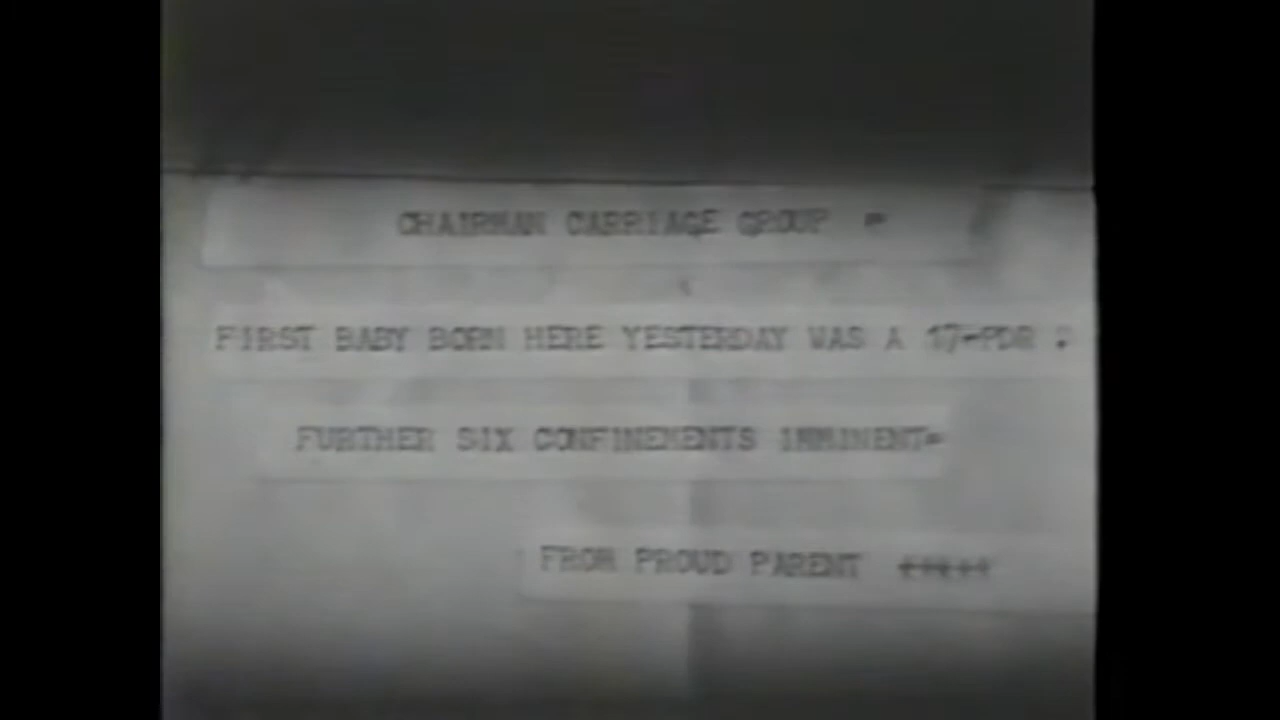 CHAIRMAN CARRIAGE GROUP =
FIRST BABY BORN HERE YESTERDAY WAS A 17-PDR :
FURTHER SIX CONFINEMENTS IMMINENT=
FROM PROUD PARENT +++++